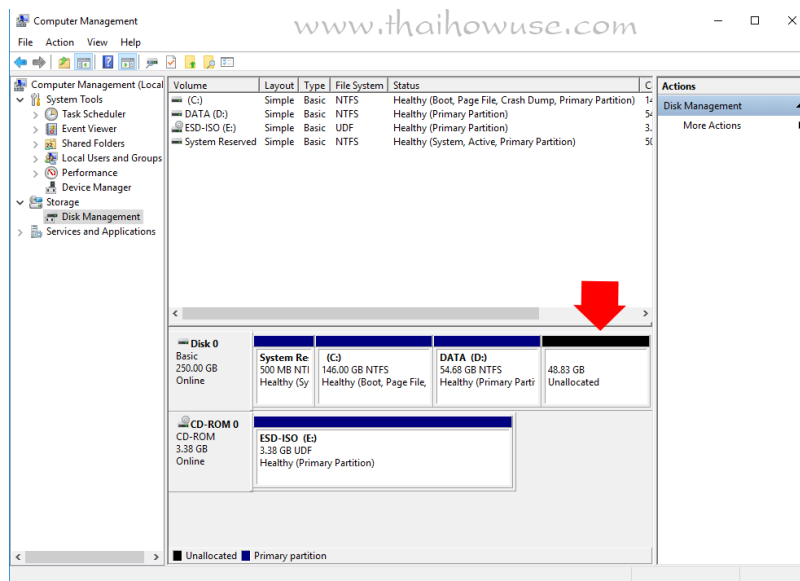 Computer Management
www.thaihowuse.com
File Action View Help
Computer Management (Local
System Tools
Task Scheduler
Event Viewer
Shared Folders
Local Users and Groups
Performance
Device Manager
Storage
Disk Management
Services and Applications
Volume Layout Type File System Status C
(C:) Simple Basic NTFS Healthy (Boot, Page File, Crash Dump, Primary Partition) 14
DATA (D:) Simple Basic NTFS Healthy (Primary Partition) 54
ESD-ISO (E:) Simple Basic UDF Healthy (Primary Partition) 3.
System Reserved Simple Basic NTFS Healthy (System, Active, Primary Partition) 50
Actions
Disk Management
More Actions
Disk 0
Basic
250.00 GB
Online
System Re
500 MB NTI
Healthy (Sy
(C:)
146.00 GB NTFS
Healthy (Boot, Page File,
DATA (D:)
54.68 GB NTFS
Healthy (Primary Parti
48.83 GB
Unallocated
CD-ROM 0
CD-ROM
3.38 GB
Online
ESD-ISO (E:)
3.38 GB UDF
Healthy (Primary Partition)
Unallocated Primary partition